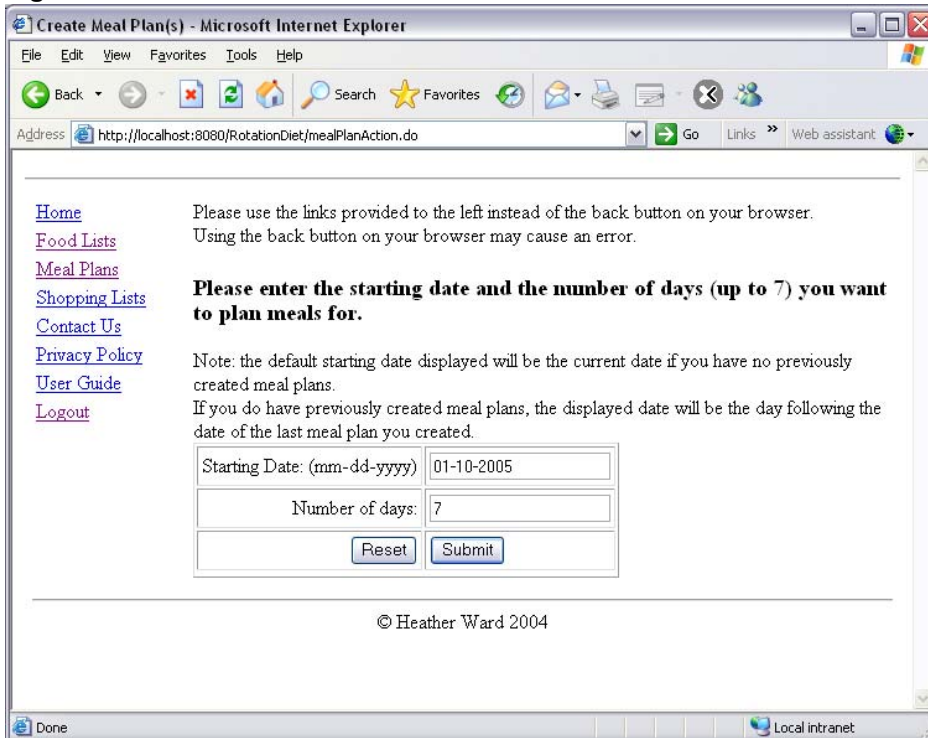 Create Meal Plan(s) - Microsoft Internet Explorer
File Edit View Favorites Tools Help
Back Search Favorites
Address http://localhost:8080/RotationDiet/mealPlanAction.do Go Links » Web assistant
Home
Food Lists
Meal Plans
Shopping Lists
Contact Us
Privacy Policy
User Guide
Logout
Please use the links provided to the left instead of the back button on your browser.
Using the back button on your browser may cause an error.
Please enter the starting date and the number of days (up to 7) you want
to plan meals for.
Note: the default starting date displayed will be the current date if you have no previously
created meal plans.
If you do have previously created meal plans, the displayed date will be the day following the
date of the last meal plan you created.
Starting Date: (mm-dd-yyyy) 01-10-2005
Number of days: 7
Reset Submit
© Heather Ward 2004
Done Local intranet